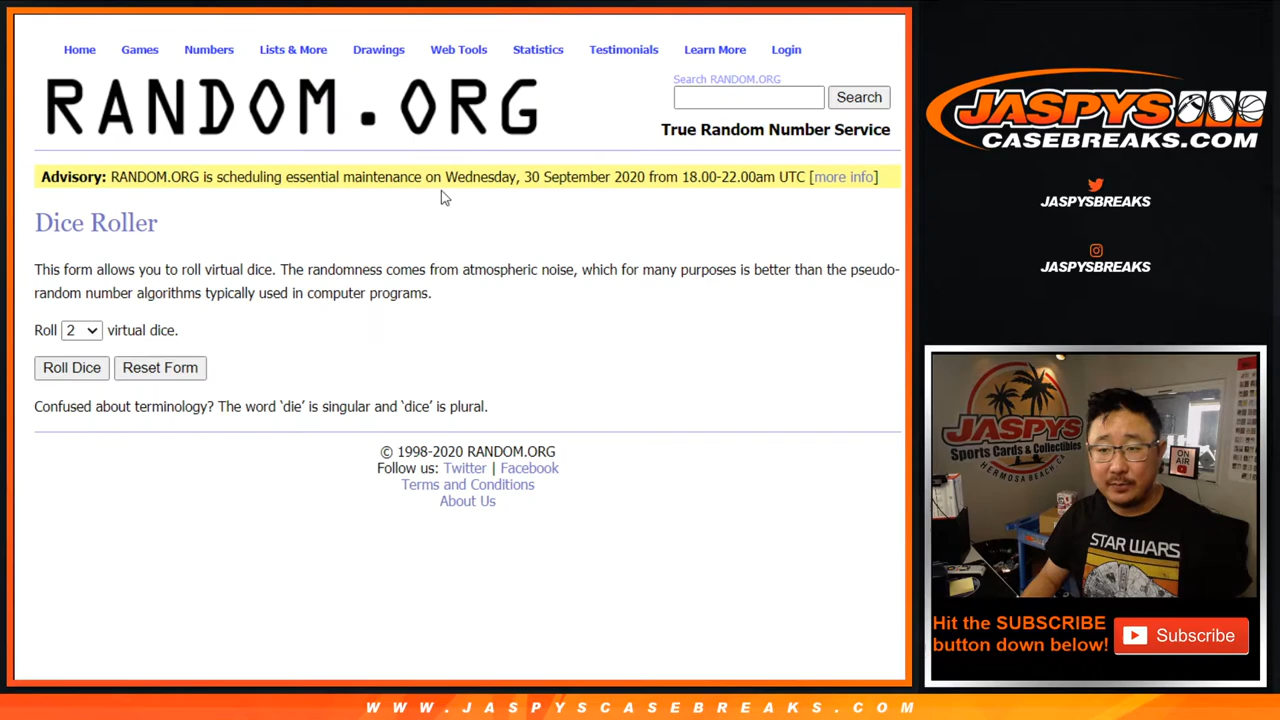 Home Games Numbers Lists & More Drawings Web Tools Statistics Testimonials Learn More Login
RANDOM.ORG
Search RANDOM.ORG
Search
True Random Number Service
Advisory: RANDOM.ORG is scheduling essential maintenance on Wednesday, 30 September 2020 from 18.00-22.00am UTC [more info]
Dice Roller
This form allows you to roll virtual dice. The randomness comes from atmospheric noise, which for many purposes is better than the pseudo-
random number algorithms typically used in computer programs.
Roll 2 virtual dice.
Roll Dice Reset Form
Confused about terminology? The word ‘die’ is singular and ‘dice’ is plural.
© 1998-2020 RANDOM.ORG
Follow us: Twitter | Facebook
Terms and Conditions
About Us
JASPYS
CASEBREAKS.COM
JASPYSBREAKS
JASPYSBREAKS
JASPYS
Sports Cards & Collectibles
HERMOSA BEACH, CA
ON AIR
STAR WARS
Hit the SUBSCRIBE
button down below!
Subscribe
WWW.JASPYSCASEBREAKS.COM